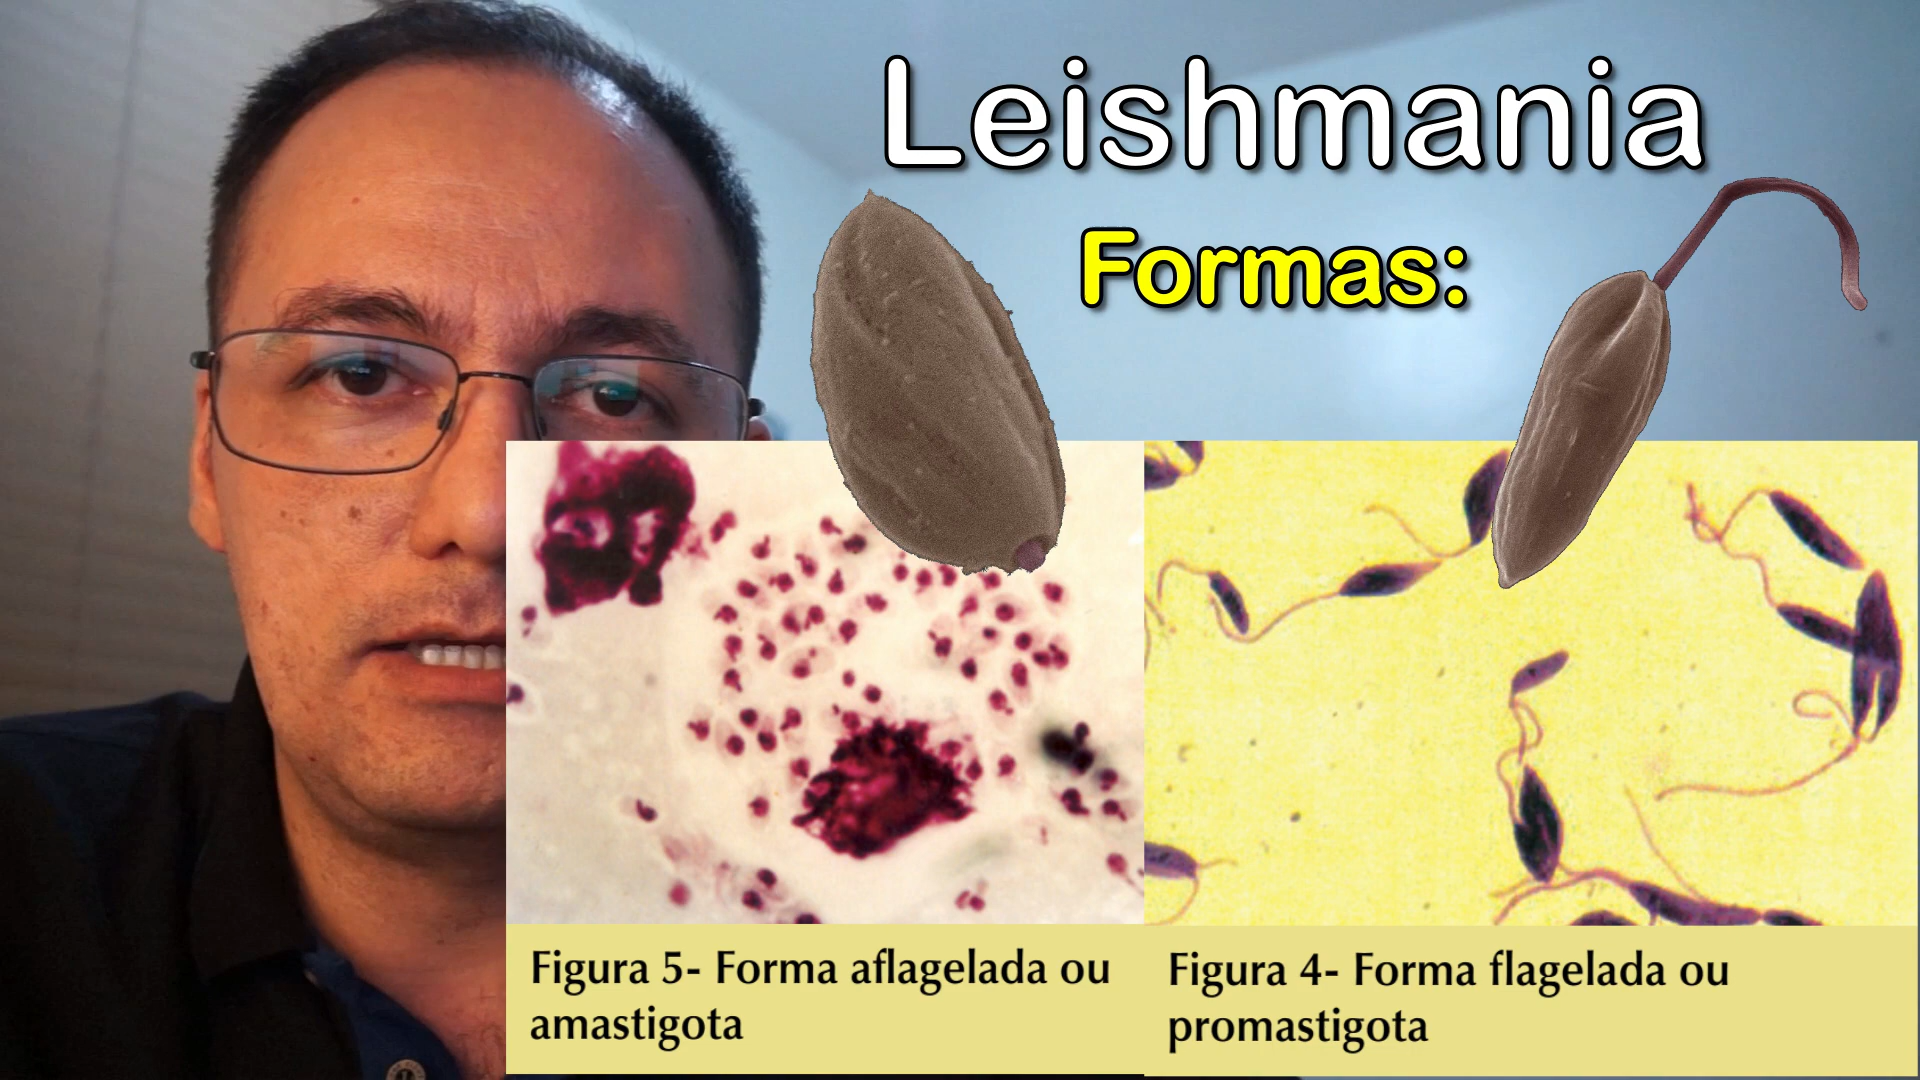 Leishmania
Formas:
Figura 5- Forma aflagelada ou
amastigota
Figura 4- Forma flagelada ou
promastigota